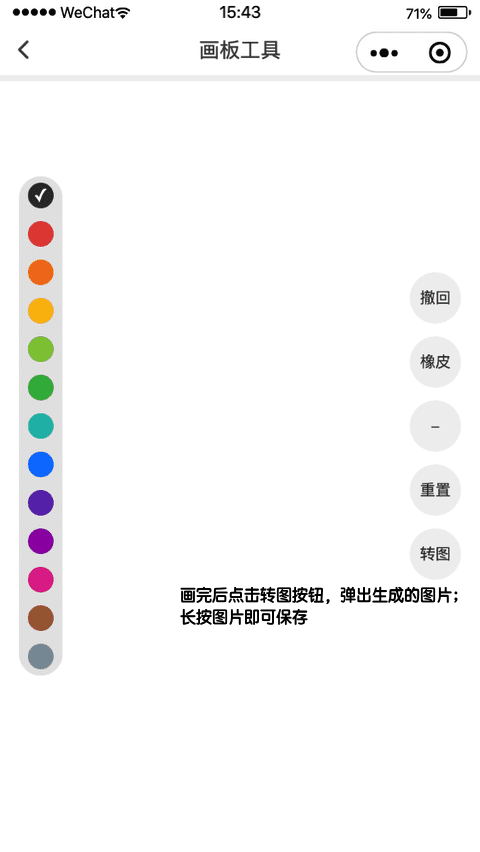 WeChat 15:43 71%
画板工具
撤回
橡皮
–
重置
转图
画完后点击转图按钮，弹出生成的图片；
长按图片即可保存